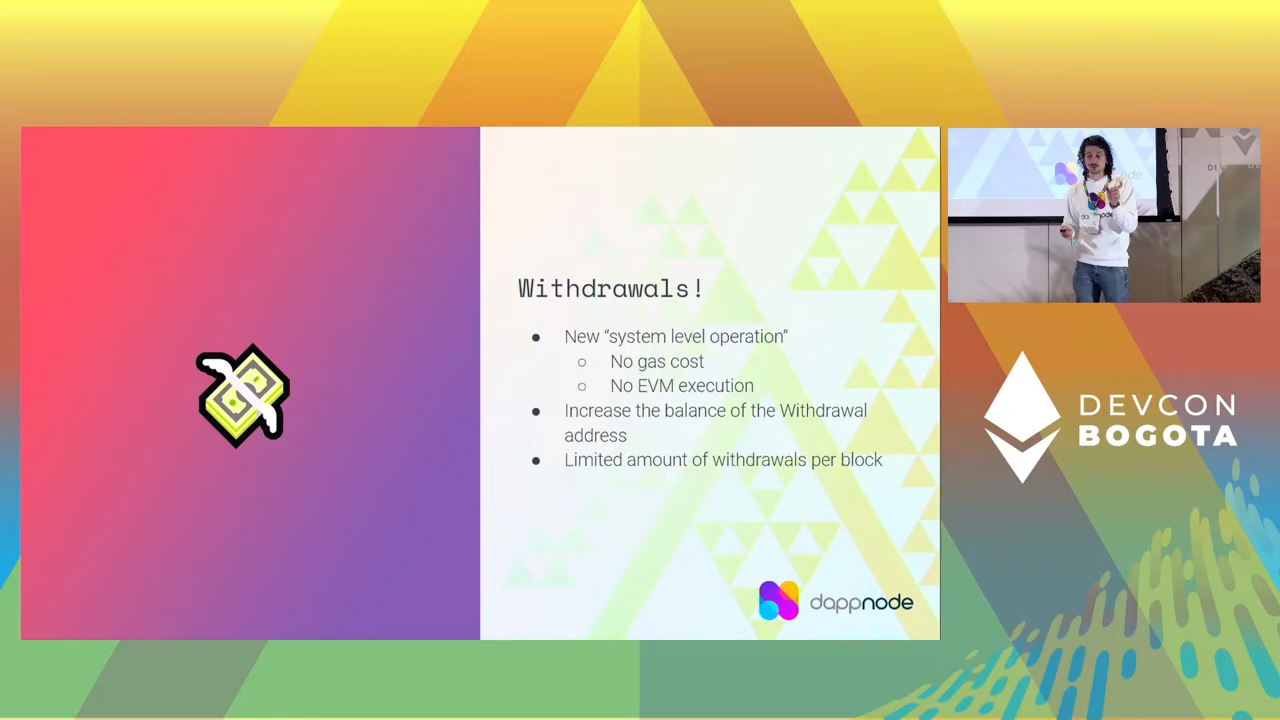 Withdrawals!
● New “system level operation”
○ No gas cost
○ No EVM execution
● Increase the balance of the Withdrawal
address
● Limited amount of withdrawals per block
dappnode
DEVCON
BOGOTA